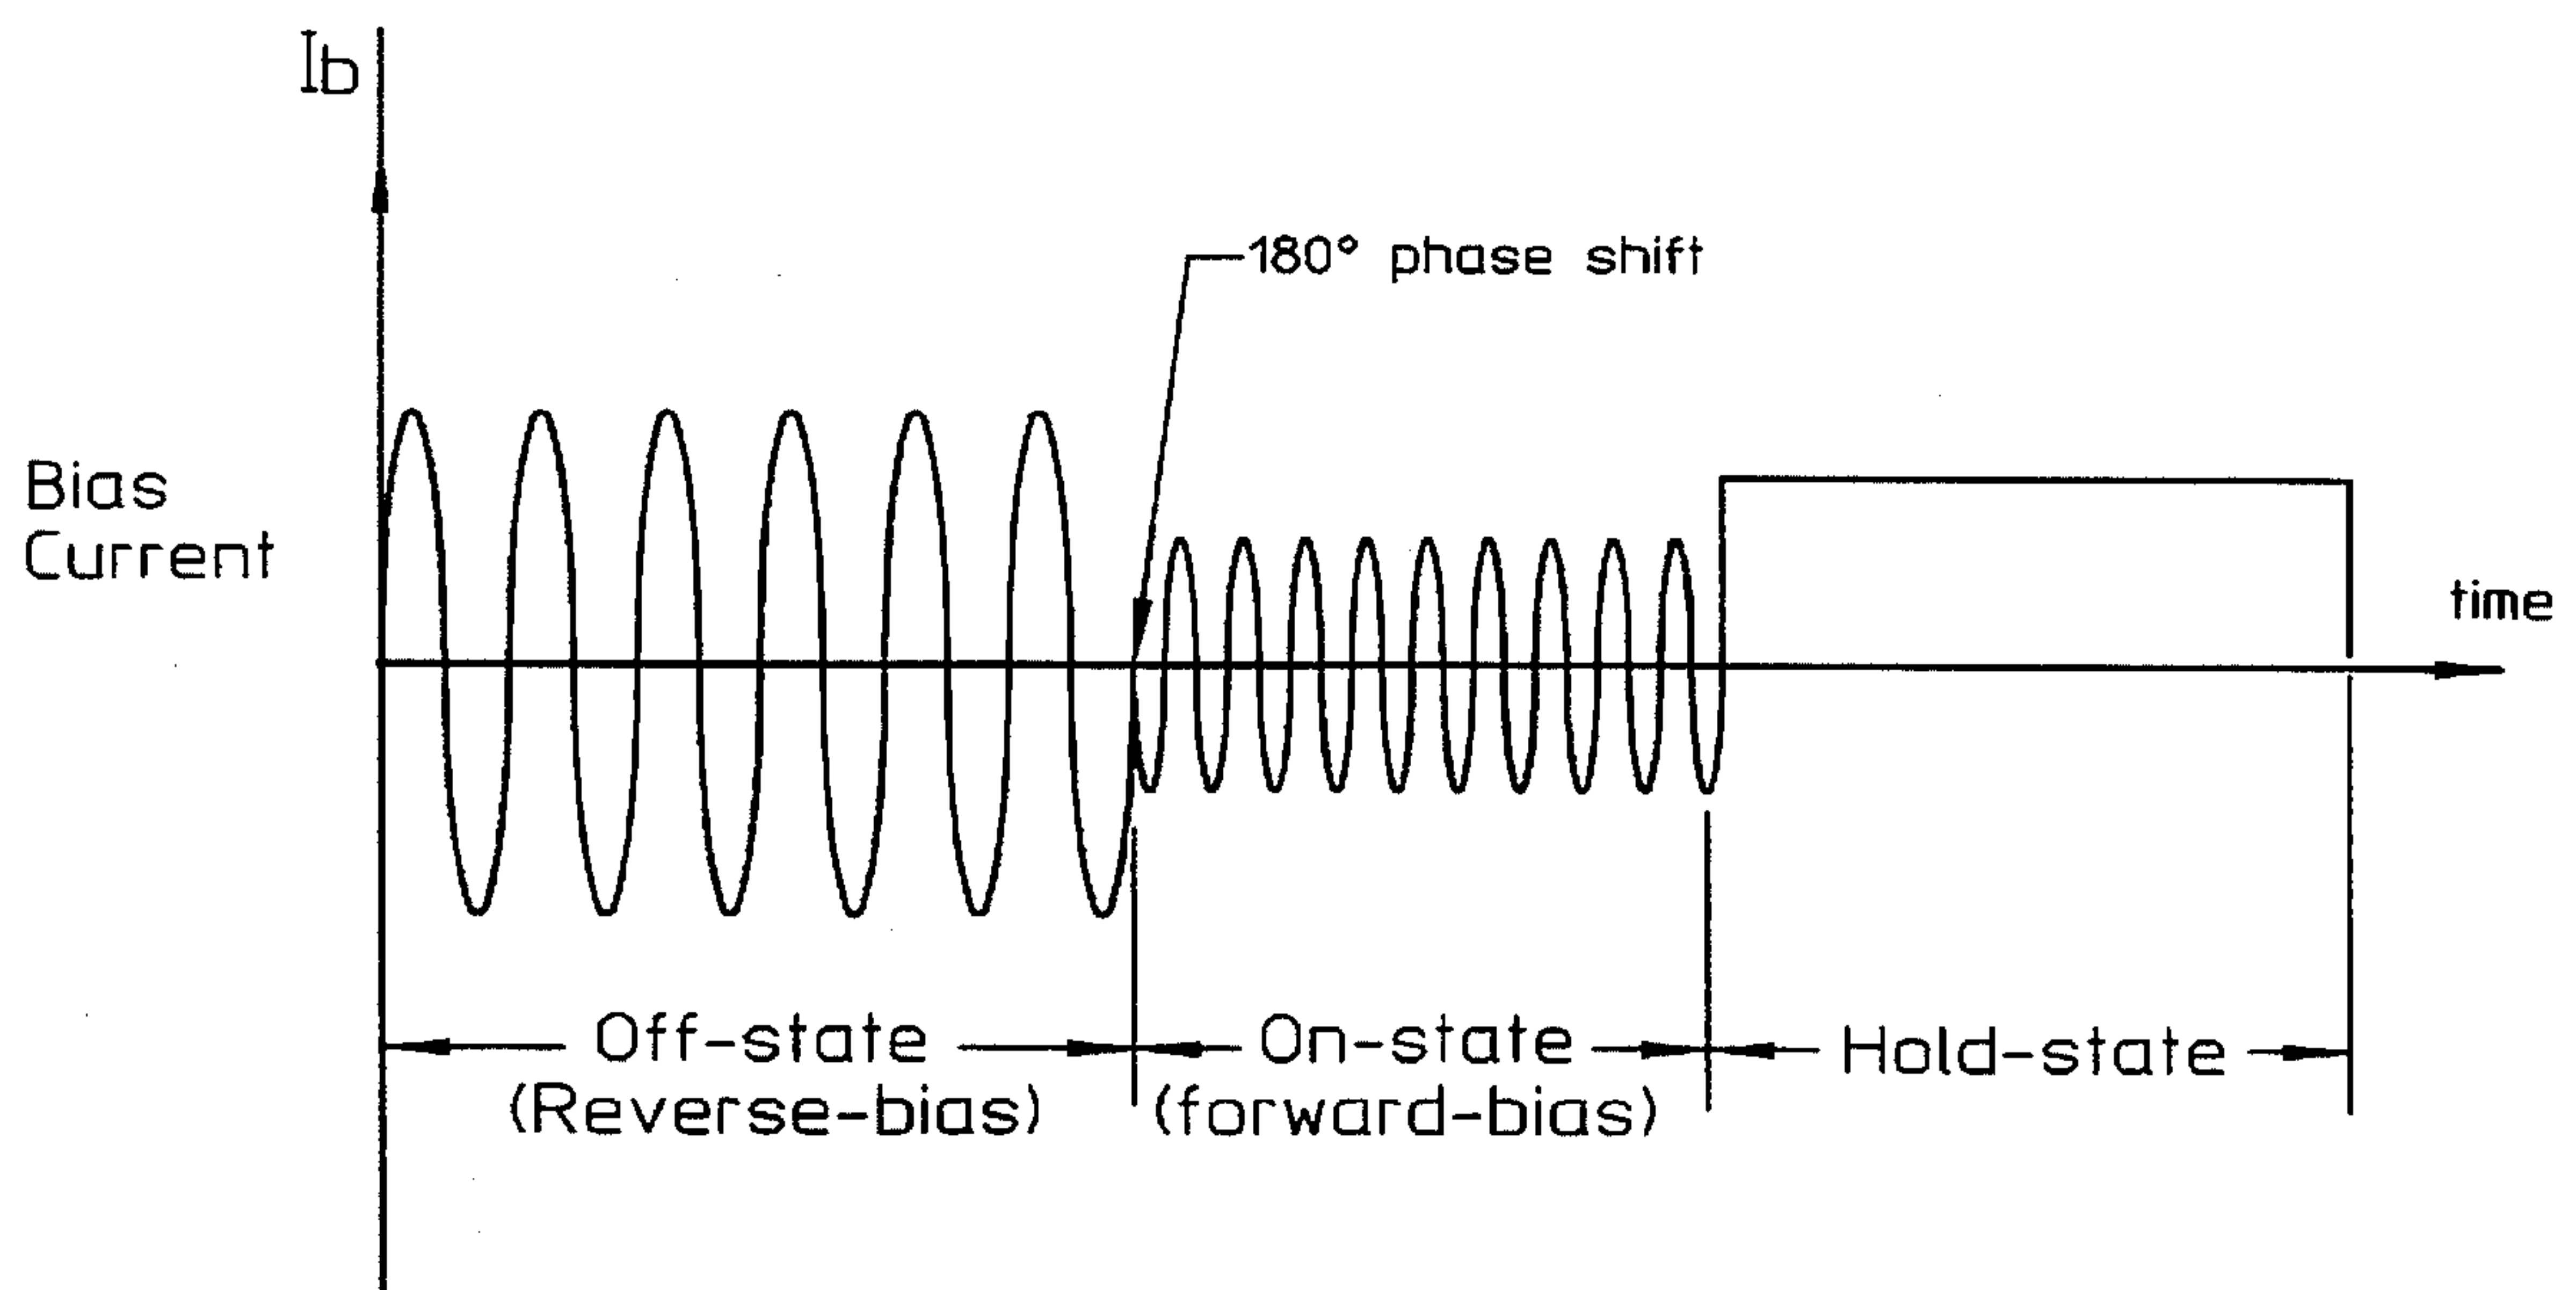 Ib
180° phase shift
Bias
Current
time
Off-state
(Reverse-bias)
On-state
(forward-bias)
Hold-state